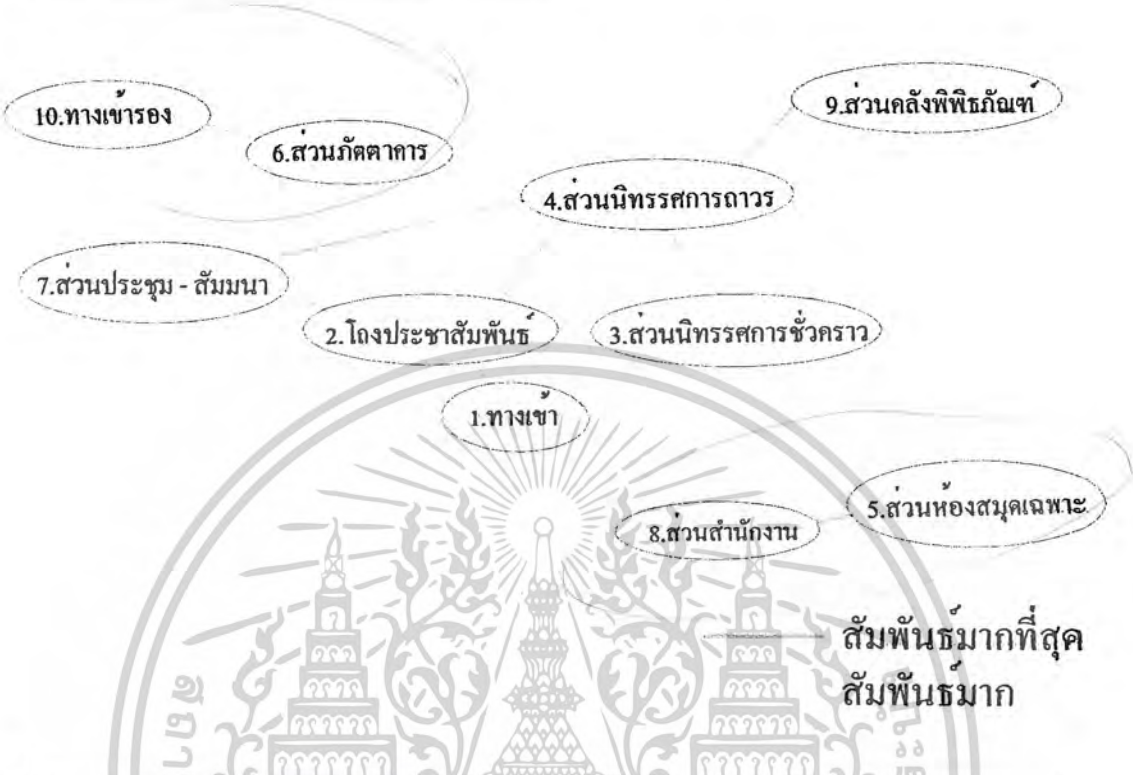 10.ทางเข้ารอง
9.ส่วนคลังพิพิธภัณฑ์
6.ส่วนภัตตาคาร
4.ส่วนนิทรรศการถาวร
7.ส่วนประชุม - สัมมนา
2.โถงประชาสัมพันธ์
3.ส่วนนิทรรศการชั่วคราว
1.ทางเข้า
5.ส่วนห้องสมุดเฉพาะ
8.ส่วนสำนักงาน
สัมพันธ์มากที่สุด
สัมพันธ์มาก